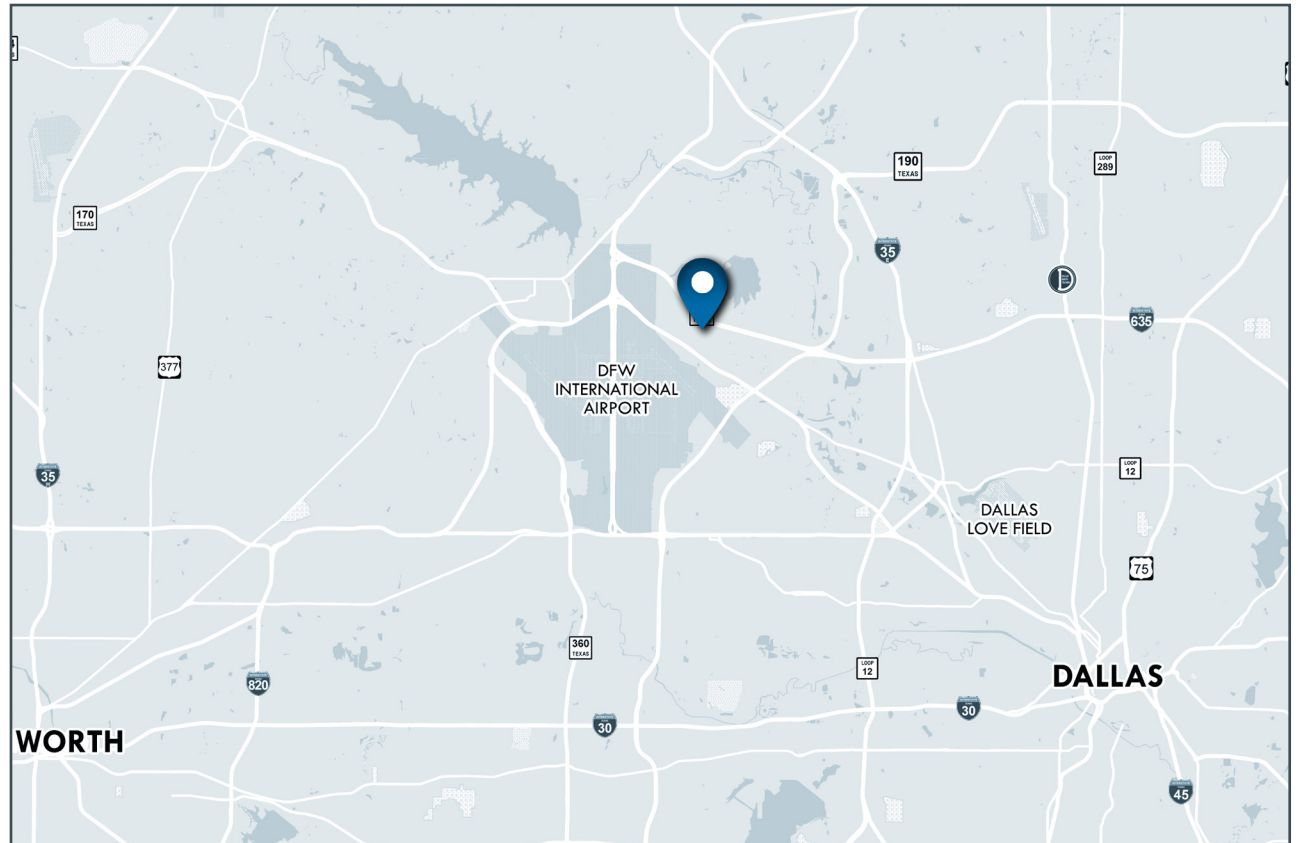 190
TEXAS
LOOP
289
170
TEXAS
35
635
377
DFW
INTERNATIONAL
AIRPORT
35
LOOP
12
DALLAS
LOVE FIELD
75
360
TEXAS
LOOP
12
820
DALLAS
30
30
WORTH
45